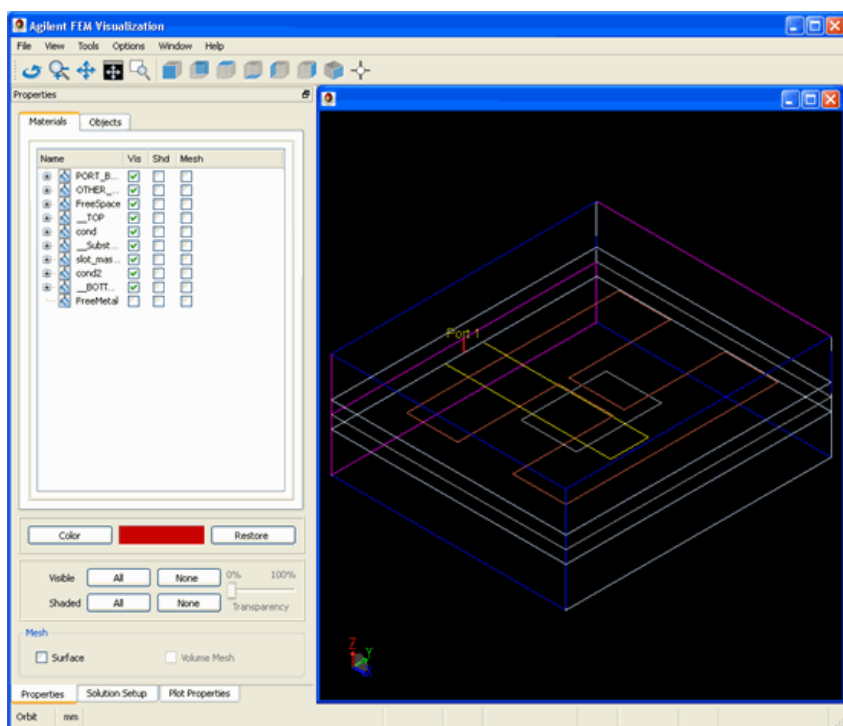 Agilent FEM Visualization
File View Tools Options Window Help
Properties
Materials Objects
Name Vis Shd Mesh
PORT_B...
OTHER_...
FreeSpace
__TOP
cond
__Subst...
slot_mas...
cond2
__BOTT...
FreeMetal
Color Restore
Visible All None 0% 100%
Shaded All None Transparency
Mesh
Surface Volume Mesh
Properties Solution Setup Plot Properties
Orbit mm
Port 1
Z
Y